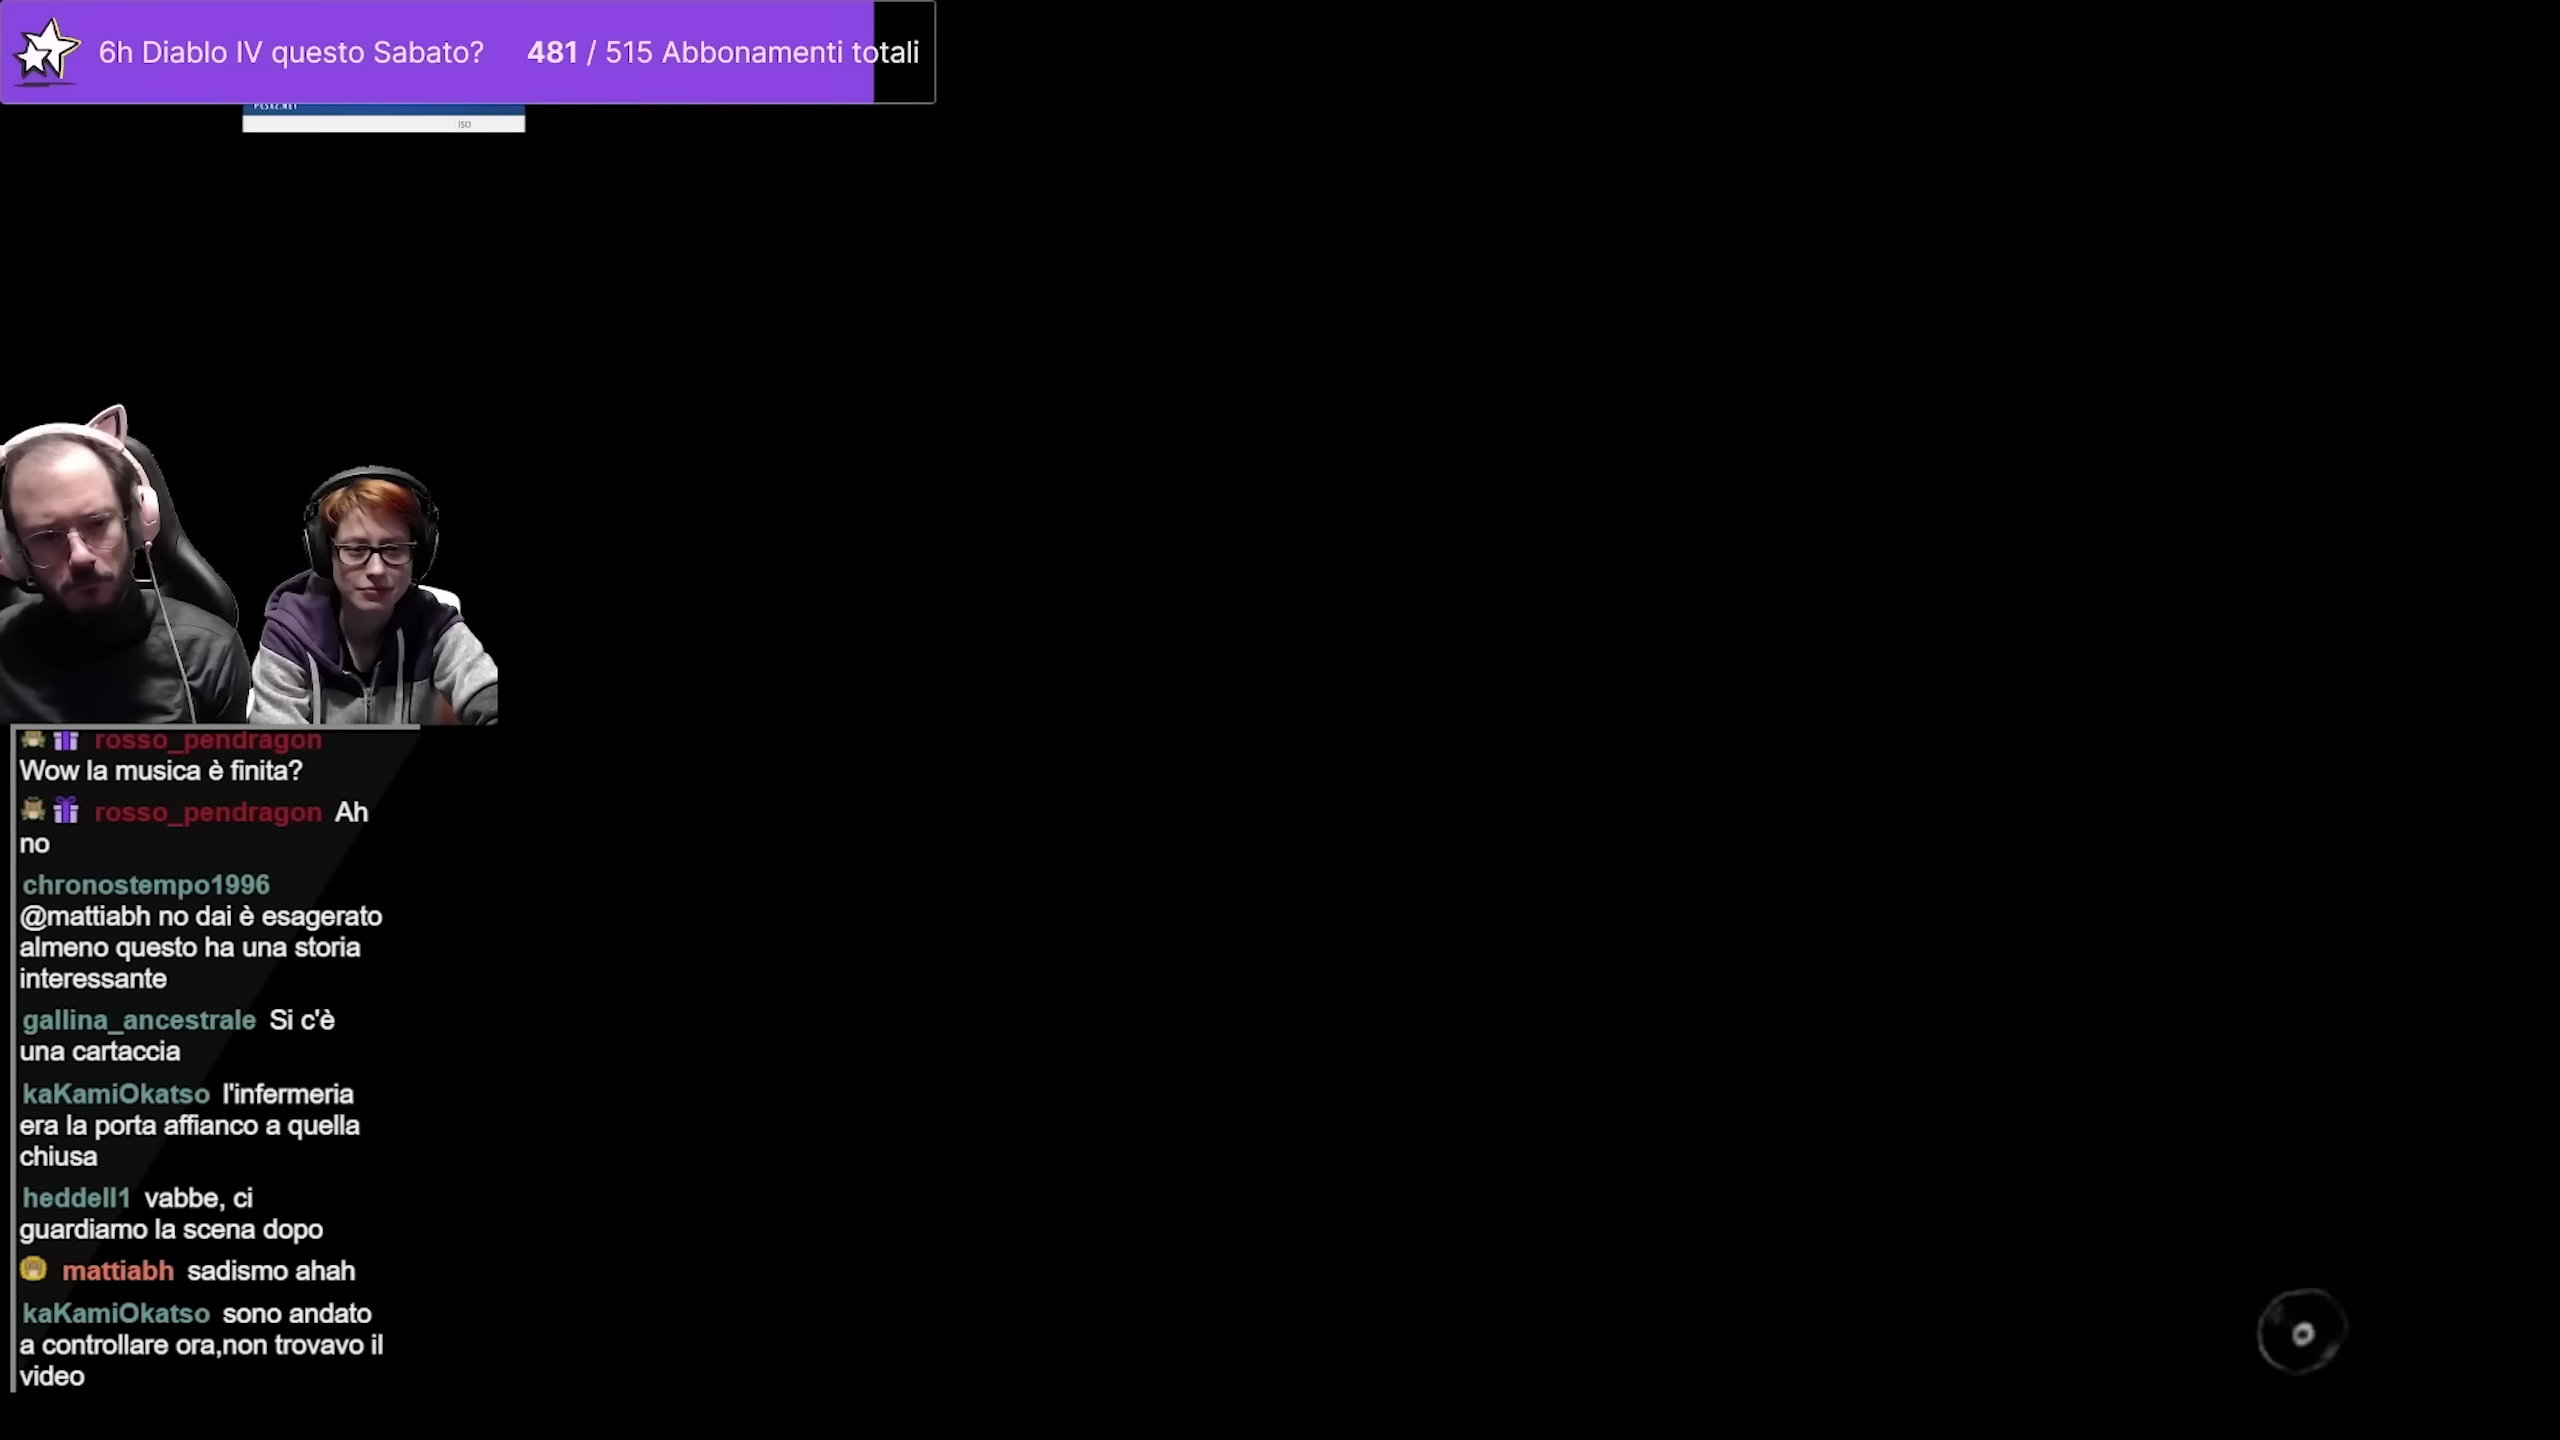 6h Diablo IV questo Sabato? 481 / 515 Abbonamenti totali
ISO
rosso_pendragon
Wow la musica è finita?
rosso_pendragon Ah
no
chronostempo1996
@mattiabh no dai è esagerato
almeno questo ha una storia
interessante
gallina_ancestrale Si c'è
una cartaccia
kaKamiOkatso l'infermeria
era la porta affianco a quella
chiusa
heddell1 vabbe, ci
guardiamo la scena dopo
mattiabh sadismo ahah
kaKamiOkatso sono andato
a controllare ora,non trovavo il
video